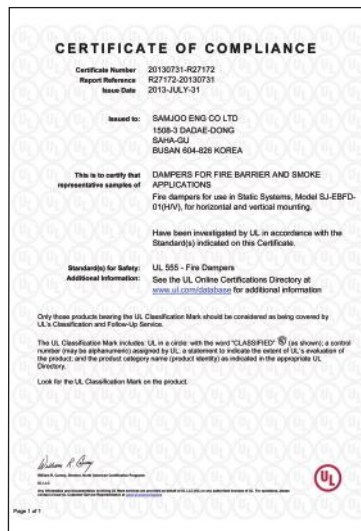 CERTIFICATE OF COMPLIANCE
Certificate Number 20130731-R27172
Report Reference R27172-20130731
Issue Date 2013-JULY-31
Issued to: SAMJOO ENG CO LTD
1508-3 DADAE-DONG
SAHA-GU
BUSAN 604-826 KOREA
This is to certify that DAMPERS FOR FIRE BARRIER AND SMOKE
representative samples of APPLICATIONS
Fire dampers for use in Static Systems, Model SJ-EBFD-
01(H/V), for horizontal and vertical mounting.
Have been investigated by UL in accordance with the
Standard(s) indicated on this Certificate.
Standard(s) for Safety: UL 555 - Fire Dampers
Additional Information: See the UL Online Certifications Directory at
www.ul.com/database for additional information
Only those products bearing the UL Classification Mark should be considered as being covered by
UL's Classification and Follow-Up Service.
The UL Classification Mark includes: UL in a circle with the word "CLASSIFIED" (as shown); a control
number (may be alphanumeric) assigned by UL; a statement to indicate the extent of UL's evaluation of
the product; and the product category name (product identity) as indicated in the appropriate UL
Directory.
Look for the UL Classification Mark on the product.
UL
Page 1 of 1